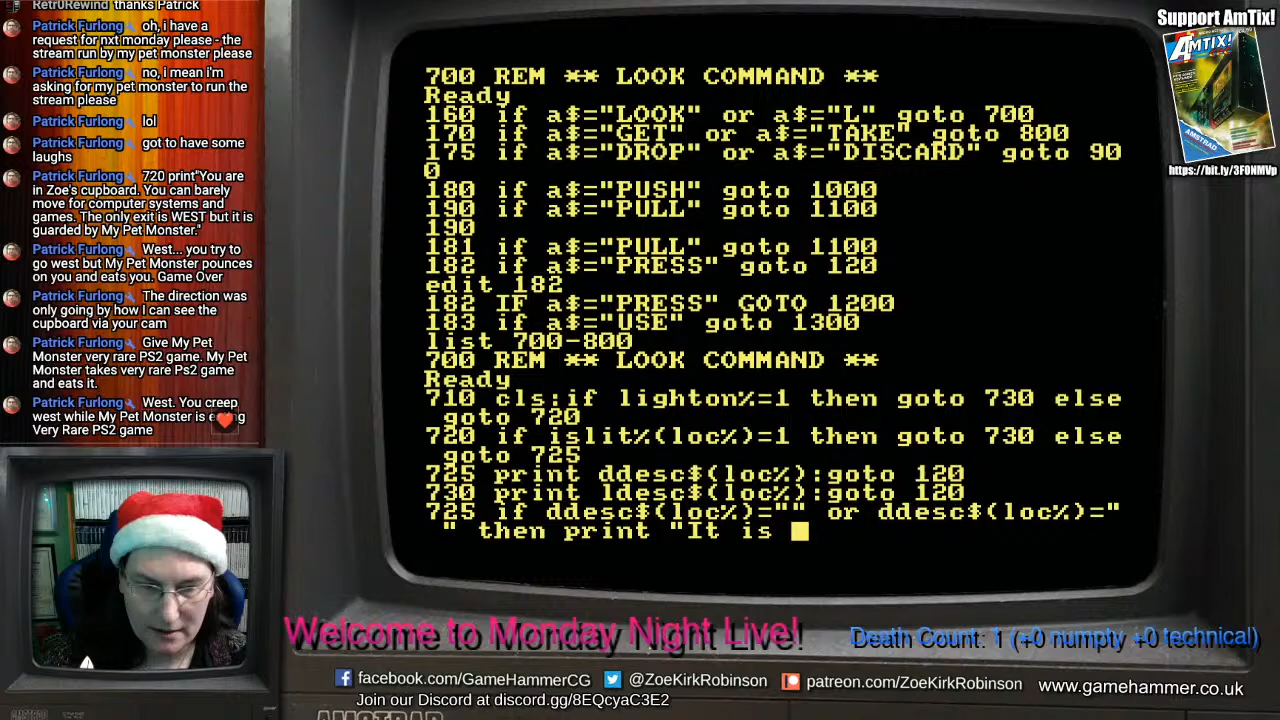 Retr0Rewind thanks Patrick
Patrick Furlong oh, i have a
request for nxt monday please - the
stream run by my pet monster please
Patrick Furlong no, i mean i'm
asking for my pet monster to run the
stream please
Patrick Furlong lol
Patrick Furlong got to have some
laughs
Patrick Furlong 720 print"You are
in Zoe's cupboard. You can barely
move for computer systems and
games. The only exit is WEST but it is
guarded by My Pet Monster."
Patrick Furlong West... you try to
go west but My Pet Monster pounces
on you and eats you. Game Over
Patrick Furlong The direction was
only going by how I can see the
cupboard via your cam
Patrick Furlong Give My Pet
Monster very rare PS2 game. My Pet
Monster takes very rare Ps2 game
and eats it.
Patrick Furlong West. You creep
west while My Pet Monster is eating
Very Rare PS2 game
700 REM ** LOOK COMMAND **
Ready
160 if a$="LOOK" or a$="L" goto 700
170 if a$="GET" or a$="TAKE" goto 800
175 if a$="DROP" or a$="DISCARD" goto 90
0
180 if a$="PUSH" goto 1000
190 if a$="PULL" goto 1100
190
181 if a$="PULL" goto 1100
182 if a$="PRESS" goto 120
edit 182
182 IF a$="PRESS" GOTO 1200
183 if a$="USE" goto 1300
list 700-800
700 REM ** LOOK COMMAND **
Ready
710 cls:if lighton%=1 then goto 730 else
goto 720
720 if islit%(loc%)=1 then goto 730 else
goto 725
725 print ddesc$(loc%):goto 120
730 print ldesc$(loc%):goto 120
725 if ddesc$(loc%)="" or ddesc$(loc%)="
" then print "It is
Support AmTix!
AMTIX!
AMSTRAD
https://bit.ly/3FONMVp
Welcome to Monday Night Live!
Death Count: 1 (+0 numpty +0 technical)
facebook.com/GameHammerCG @ZoeKirkRobinson patreon.com/ZoeKirkRobinson www.gamehammer.co.uk
Join our Discord at discord.gg/8EQcyaC3E2
AMSTRAD